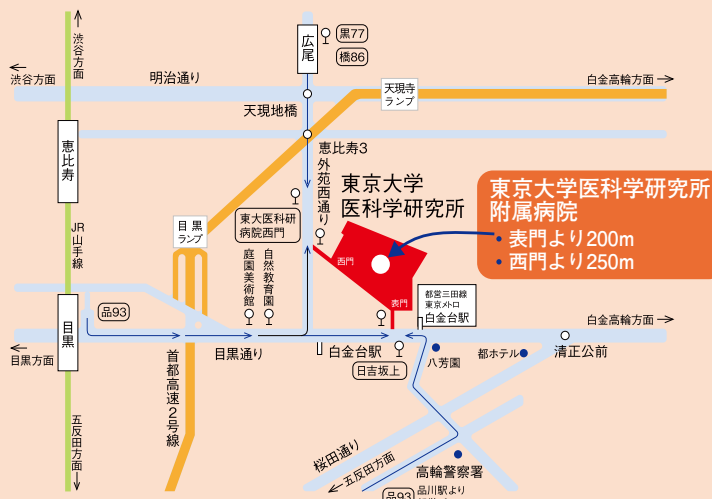 渋谷方面
渋谷方面
明治通り
広尾
黒77
橋86
天現寺
ランプ
白金高輪方面
天現地橋
恵比寿
恵比寿3
外苑西通り
東京大学
医科学研究所
東京大学医科学研究所
附属病院
表門より200m
西門より250m
JR山手線
目黒
ランプ
東大医科研
病院西門
西門
表門
庭園美術館
自然教育園
都営三田線
東京メトロ
白金台駅
品93
目黒
目黒方面
目黒通り
首都高速2号線
白金台駅
日吉坂上
八芳園
都ホテル
清正公前
白金高輪方面
五反田方面
桜田通り
五反田方面
高輪警察署
品93
品川駅より